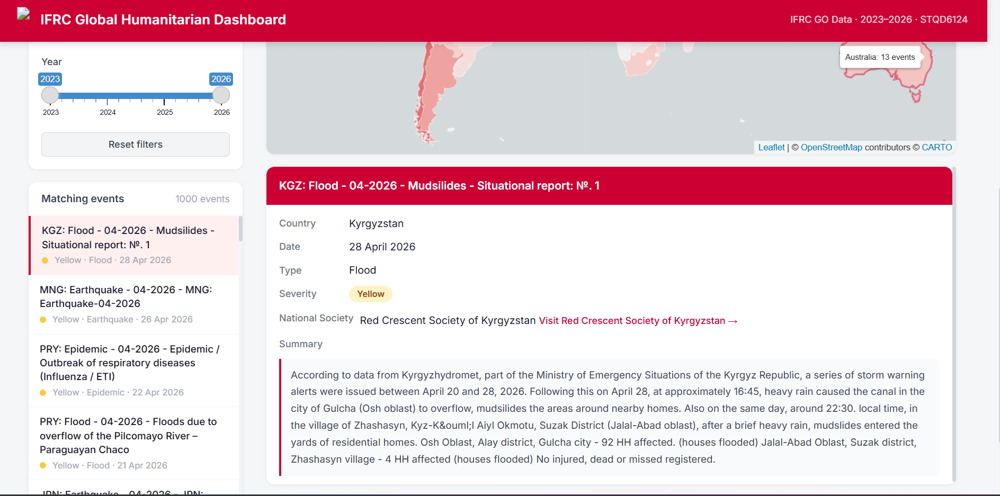 IFRC Global Humanitarian Dashboard
IFRC GO Data · 2023–2026 · STQD6124
Year
2023
2026
2023
2024
2025
2026
Reset filters
Matching events
1000 events
KGZ: Flood - 04-2026 - Mudsilides -
Situational report: №. 1
Yellow · Flood · 28 Apr 2026
MNG: Earthquake - 04-2026 - MNG:
Earthquake-04-2026
Yellow · Earthquake · 26 Apr 2026
PRY: Epidemic - 04-2026 - Epidemic /
Outbreak of respiratory diseases
(Influenza / ETI)
Yellow · Epidemic · 22 Apr 2026
PRY: Flood - 04-2026 - Floods due to
overflow of the Pilcomayo River –
Paraguayan Chaco
Yellow · Flood · 21 Apr 2026
JPN: Earthquake - 04-2026 - JPN:
Australia: 13 events
Leaflet | © OpenStreetMap contributors © CARTO
KGZ: Flood - 04-2026 - Mudsilides - Situational report: №. 1
Country Kyrgyzstan
Date 28 April 2026
Type Flood
Severity Yellow
National Society Red Crescent Society of Kyrgyzstan Visit Red Crescent Society of Kyrgyzstan →
Summary
According to data from Kyrgyzhydromet, part of the Ministry of Emergency Situations of the Kyrgyz Republic, a series of storm warning
alerts were issued between April 20 and 28, 2026. Following this on April 28, at approximately 16:45, heavy rain caused the canal in the
city of Gulcha (Osh oblast) to overflow, mudsilides the areas around nearby homes. Also on the same day, around 22:30. local time, in
the village of Zhashasyn, Kyz-K&ouml;l Aiyl Okmotu, Suzak District (Jalal-Abad oblast), after a brief heavy rain, mudslides entered the
yards of residential homes. Osh Oblast, Alay district, Gulcha city - 92 HH affected. (houses flooded) Jalal-Abad Oblast, Suzak district,
Zhashasyn village - 4 HH affected (houses flooded) No injured, dead or missed registered.